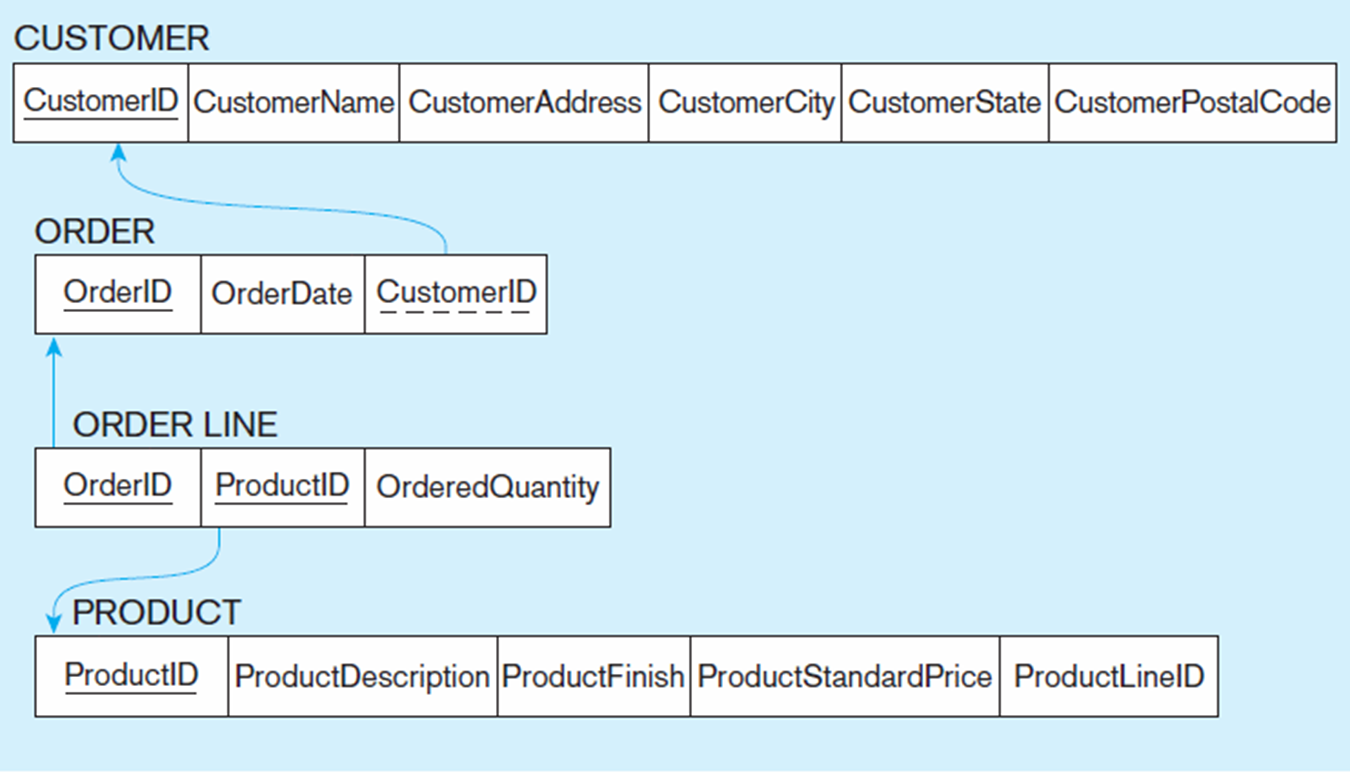 CUSTOMER
CustomerID CustomerName CustomerAddress CustomerCity CustomerState CustomerPostalCode
ORDER
OrderID OrderDate CustomerID
ORDER LINE
OrderID ProductID OrderedQuantity
PRODUCT
ProductID ProductDescription ProductFinish ProductStandardPrice ProductLineID